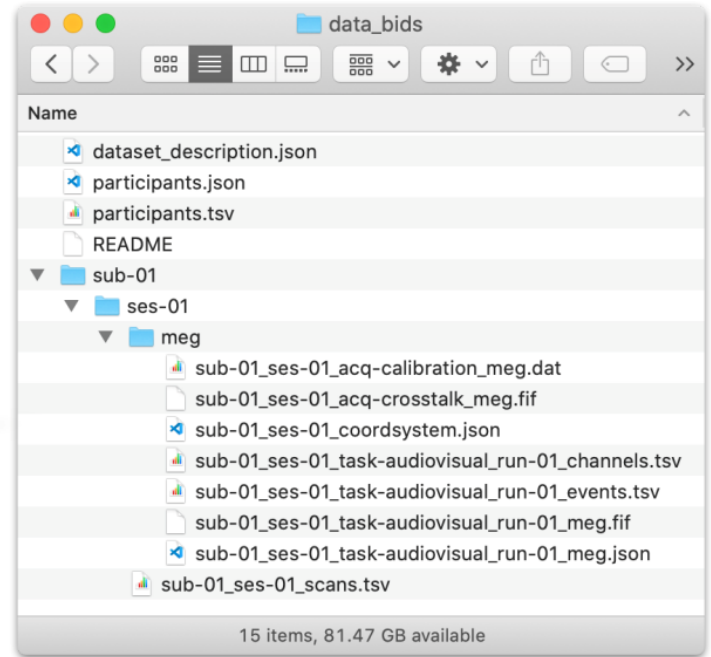 data_bids
Name
dataset_description.json
participants.json
participants.tsv
README
sub-01
ses-01
meg
sub-01_ses-01_acq-calibration_meg.dat
sub-01_ses-01_acq-crosstalk_meg.fif
sub-01_ses-01_coordsystem.json
sub-01_ses-01_task-audiovisual_run-01_channels.tsv
sub-01_ses-01_task-audiovisual_run-01_events.tsv
sub-01_ses-01_task-audiovisual_run-01_meg.fif
sub-01_ses-01_task-audiovisual_run-01_meg.json
sub-01_ses-01_scans.tsv
15 items, 81.47 GB available